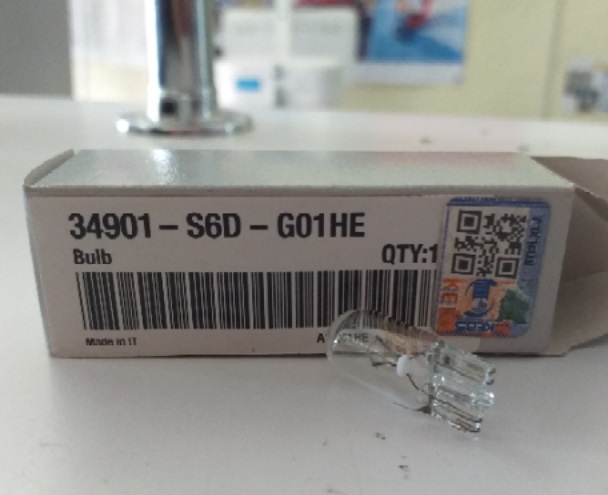 34901-S6D-G01HE
Bulb QTY:1
Made in IT